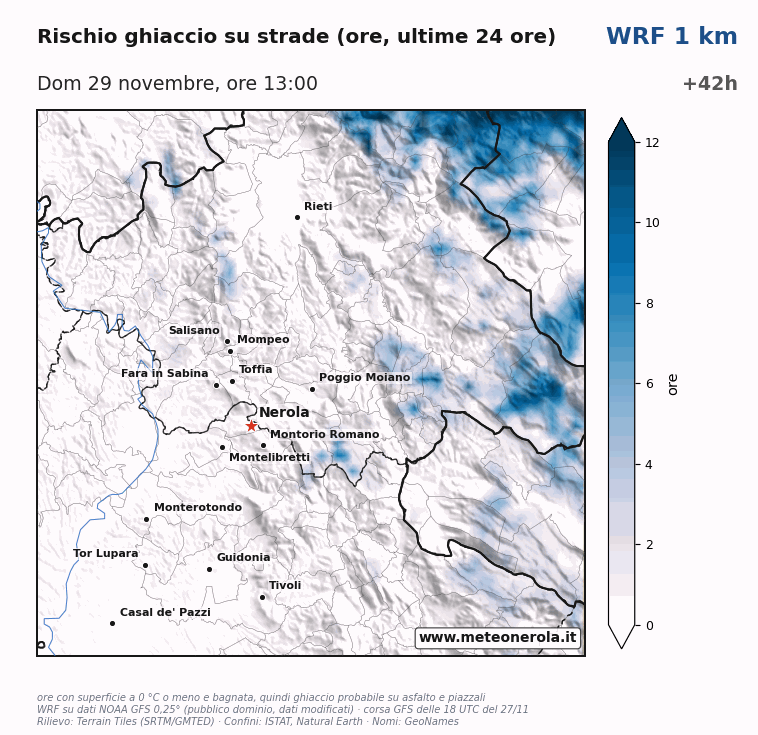 Rischio ghiaccio su strade (ore, ultime 24 ore)
WRF 1 km
Dom 29 novembre, ore 13:00
+42h
Rieti
Salisano
Mompeo
Fara in Sabina
Toffia
Poggio Moiano
Nerola
Montorio Romano
Montelibretti
Monterotondo
Tor Lupara
Guidonia
Tivoli
Casal de' Pazzi
www.meteonerola.it
12
10
8
6
4
2
0
ore
ore con superficie a 0 °C o meno e bagnata, quindi ghiaccio probabile su asfalto e piazzali
WRF su dati NOAA GFS 0,25° (pubblico dominio, dati modificati) · corsa GFS delle 18 UTC del 27/11
Rilievo: Terrain Tiles (SRTM/GMTED) · Confini: ISTAT, Natural Earth · Nomi: GeoNames